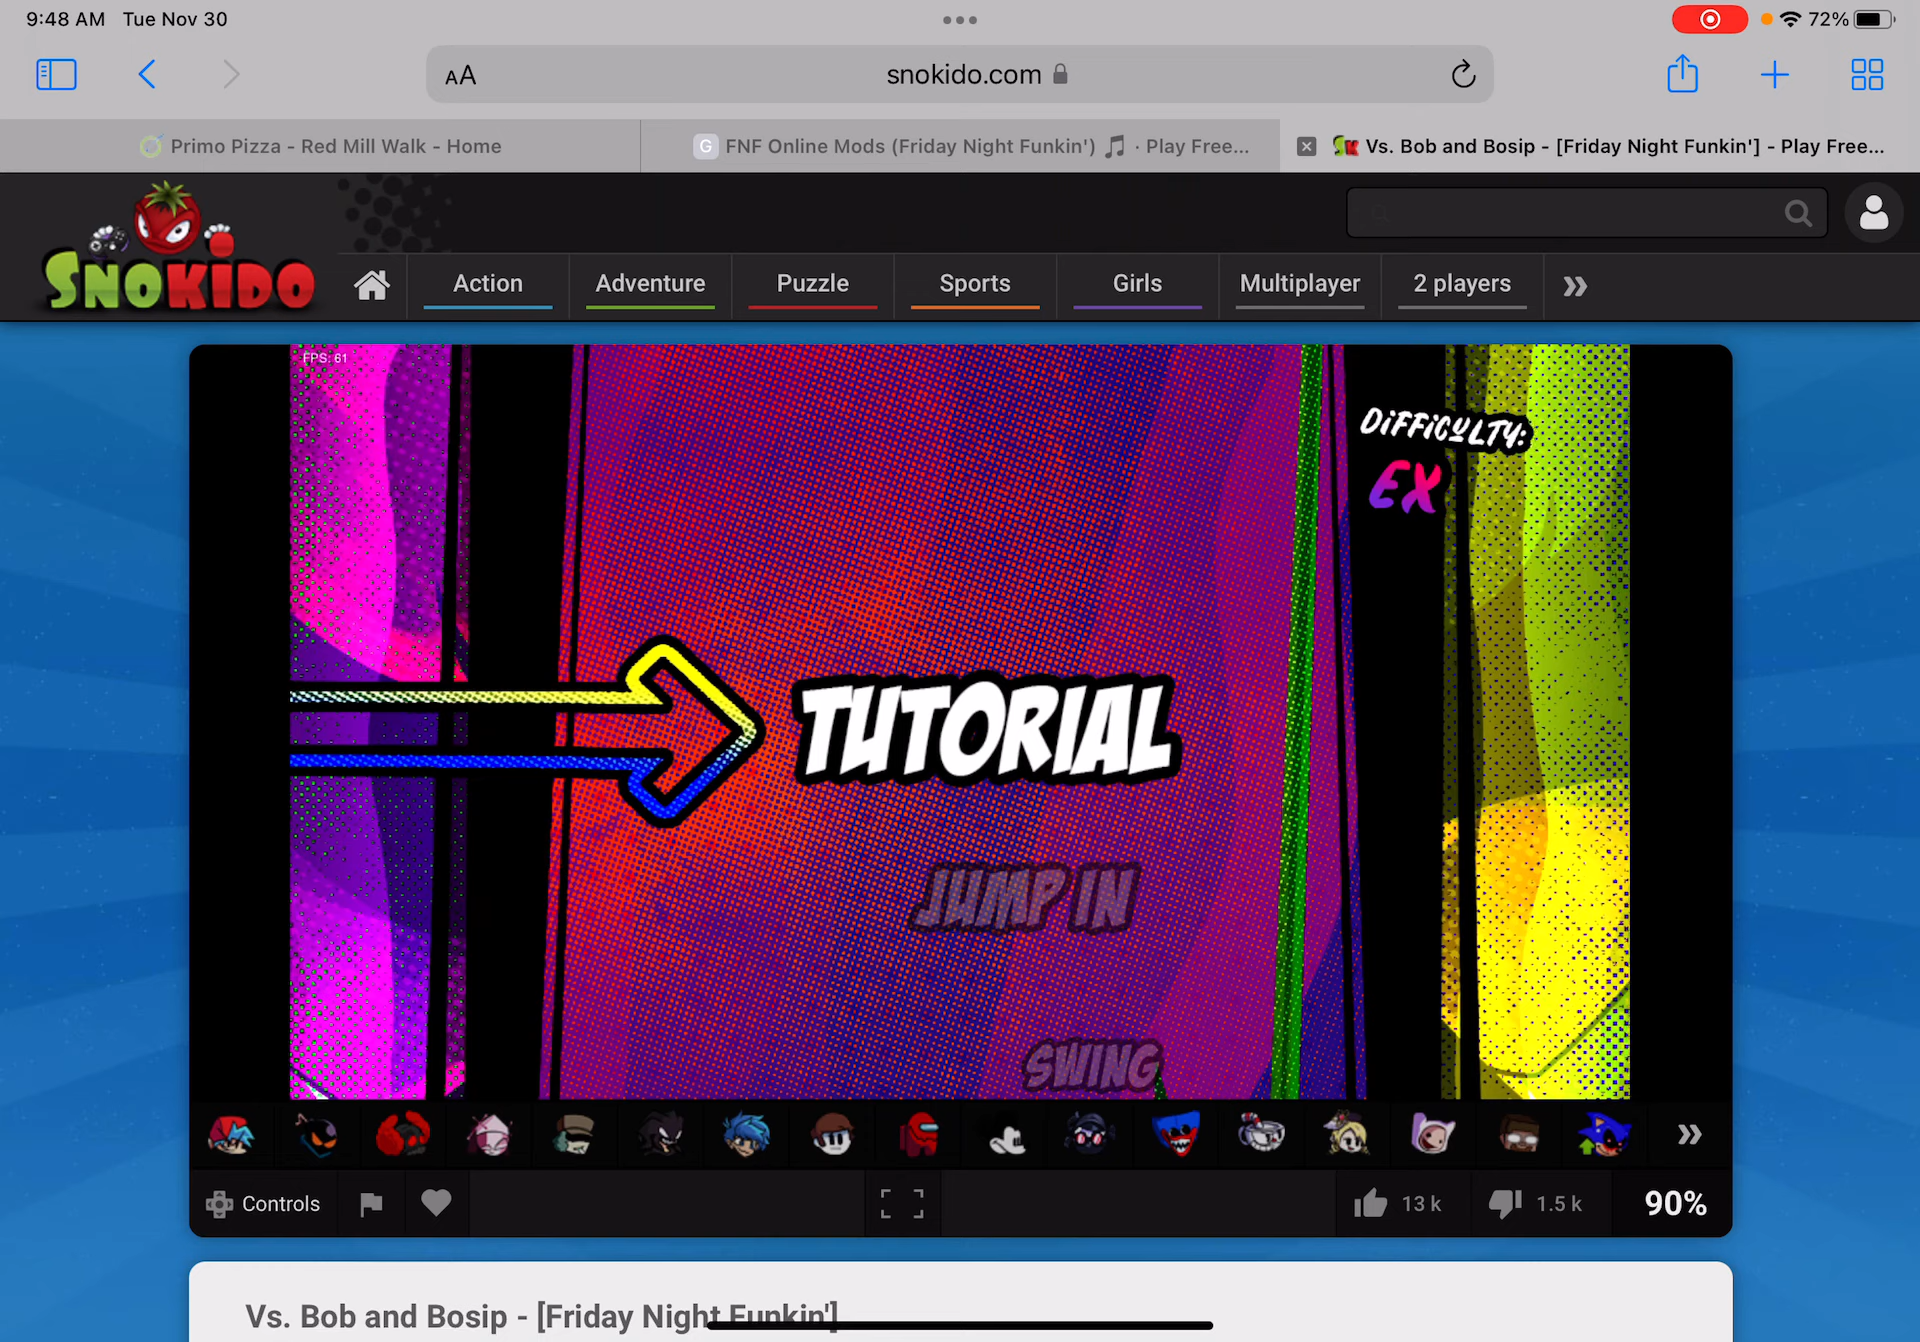 9:48 AM Tue Nov 30
72%
AA
snokido.com
Primo Pizza - Red Mill Walk - Home
G FNF Online Mods (Friday Night Funkin') 🎵 · Play Free...
Vs. Bob and Bosip - [Friday Night Funkin'] - Play Free...
SNOKIDO
Action
Adventure
Puzzle
Sports
Girls
Multiplayer
2 players
»
FPS: 61
DIFFICULTY:
EX
TUTORIAL
JUMP IN
SWING
»
Controls
13 k
1.5 k
90%
Vs. Bob and Bosip - [Friday Night Funkin']